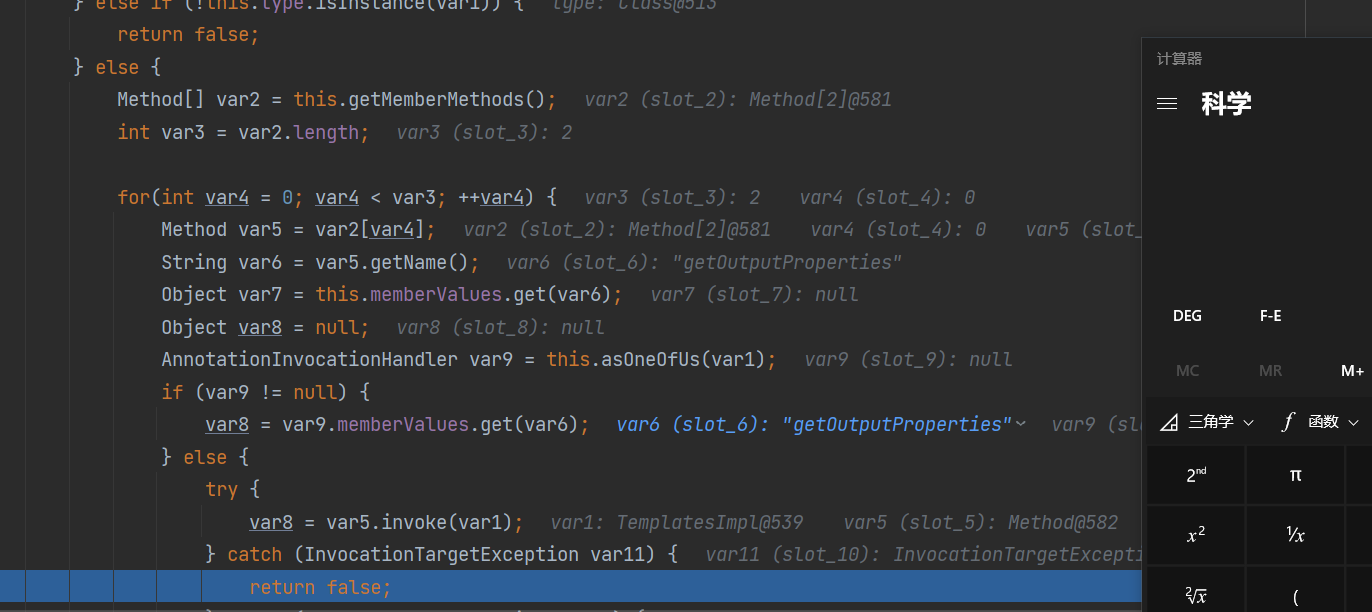 } else if (!this.type.isInstance(var1)) {   type: Class@513
return false;
} else {
Method[] var2 = this.getMemberMethods();   var2 (slot_2): Method[2]@581
int var3 = var2.length;   var3 (slot_3): 2
for(int var4 = 0; var4 < var3; ++var4) {   var3 (slot_3): 2   var4 (slot_4): 0
Method var5 = var2[var4];   var2 (slot_2): Method[2]@581   var4 (slot_4): 0   var5 (slot_
String var6 = var5.getName();   var6 (slot_6): "getOutputProperties"
Object var7 = this.memberValues.get(var6);   var7 (slot_7): null
Object var8 = null;   var8 (slot_8): null
AnnotationInvocationHandler var9 = this.asOneOfUs(var1);   var9 (slot_9): null
if (var9 != null) {
var8 = var9.memberValues.get(var6);   var6 (slot_6): "getOutputProperties"   var9 (slo
} else {
try {
var8 = var5.invoke(var1);   var1: TemplatesImpl@539   var5 (slot_5): Method@582
} catch (InvocationTargetException var11) {   var11 (slot_10): InvocationTargetExcepti
return false;
计算器
科学
DEG   F-E
MC   MR   M+
三角学   f 函数
2nd   π
x²   ¹/x
²√x   (